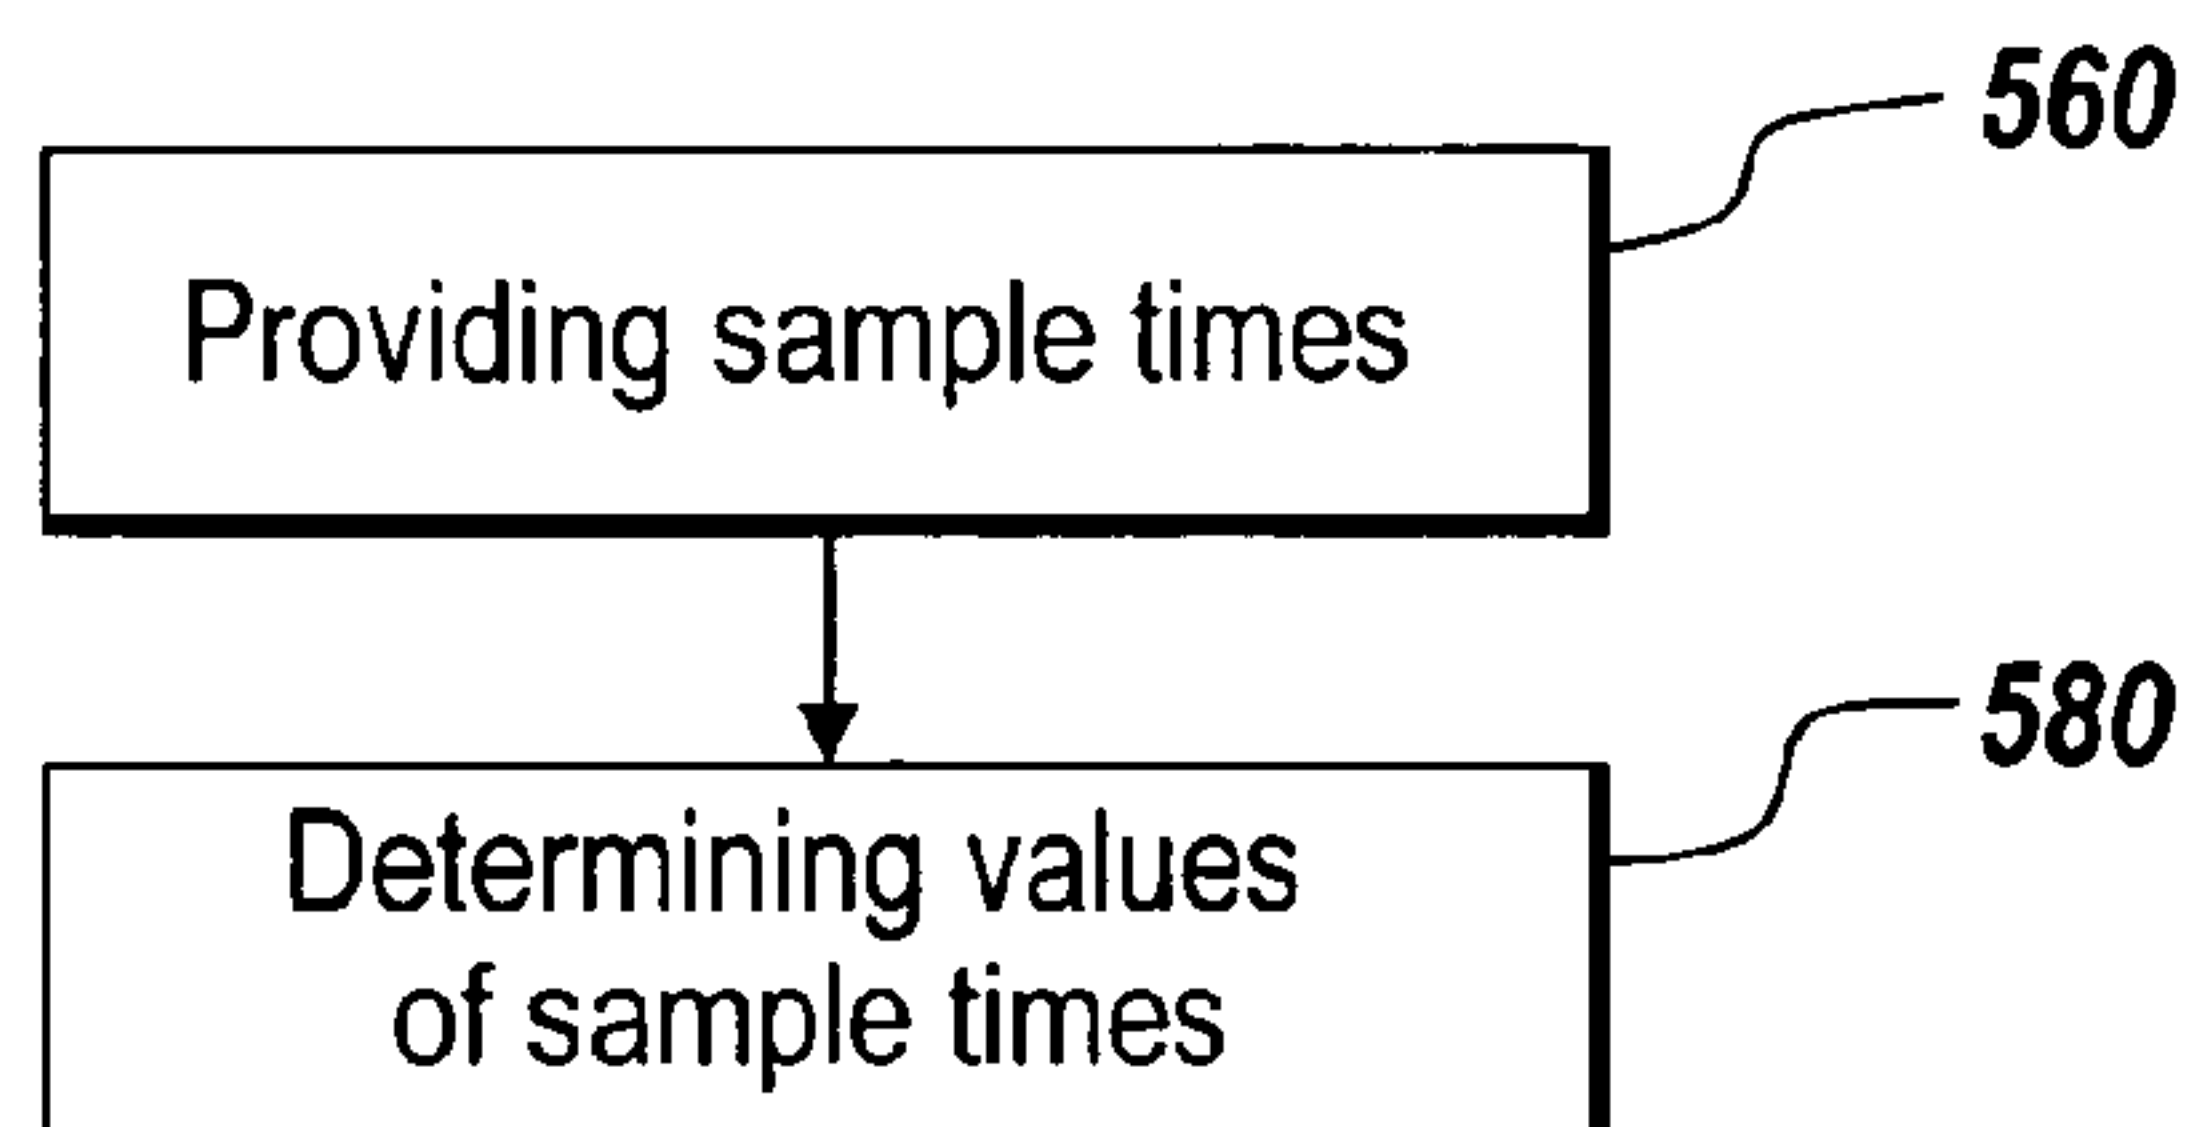 560
Providing sample times
580
Determining values
of sample times